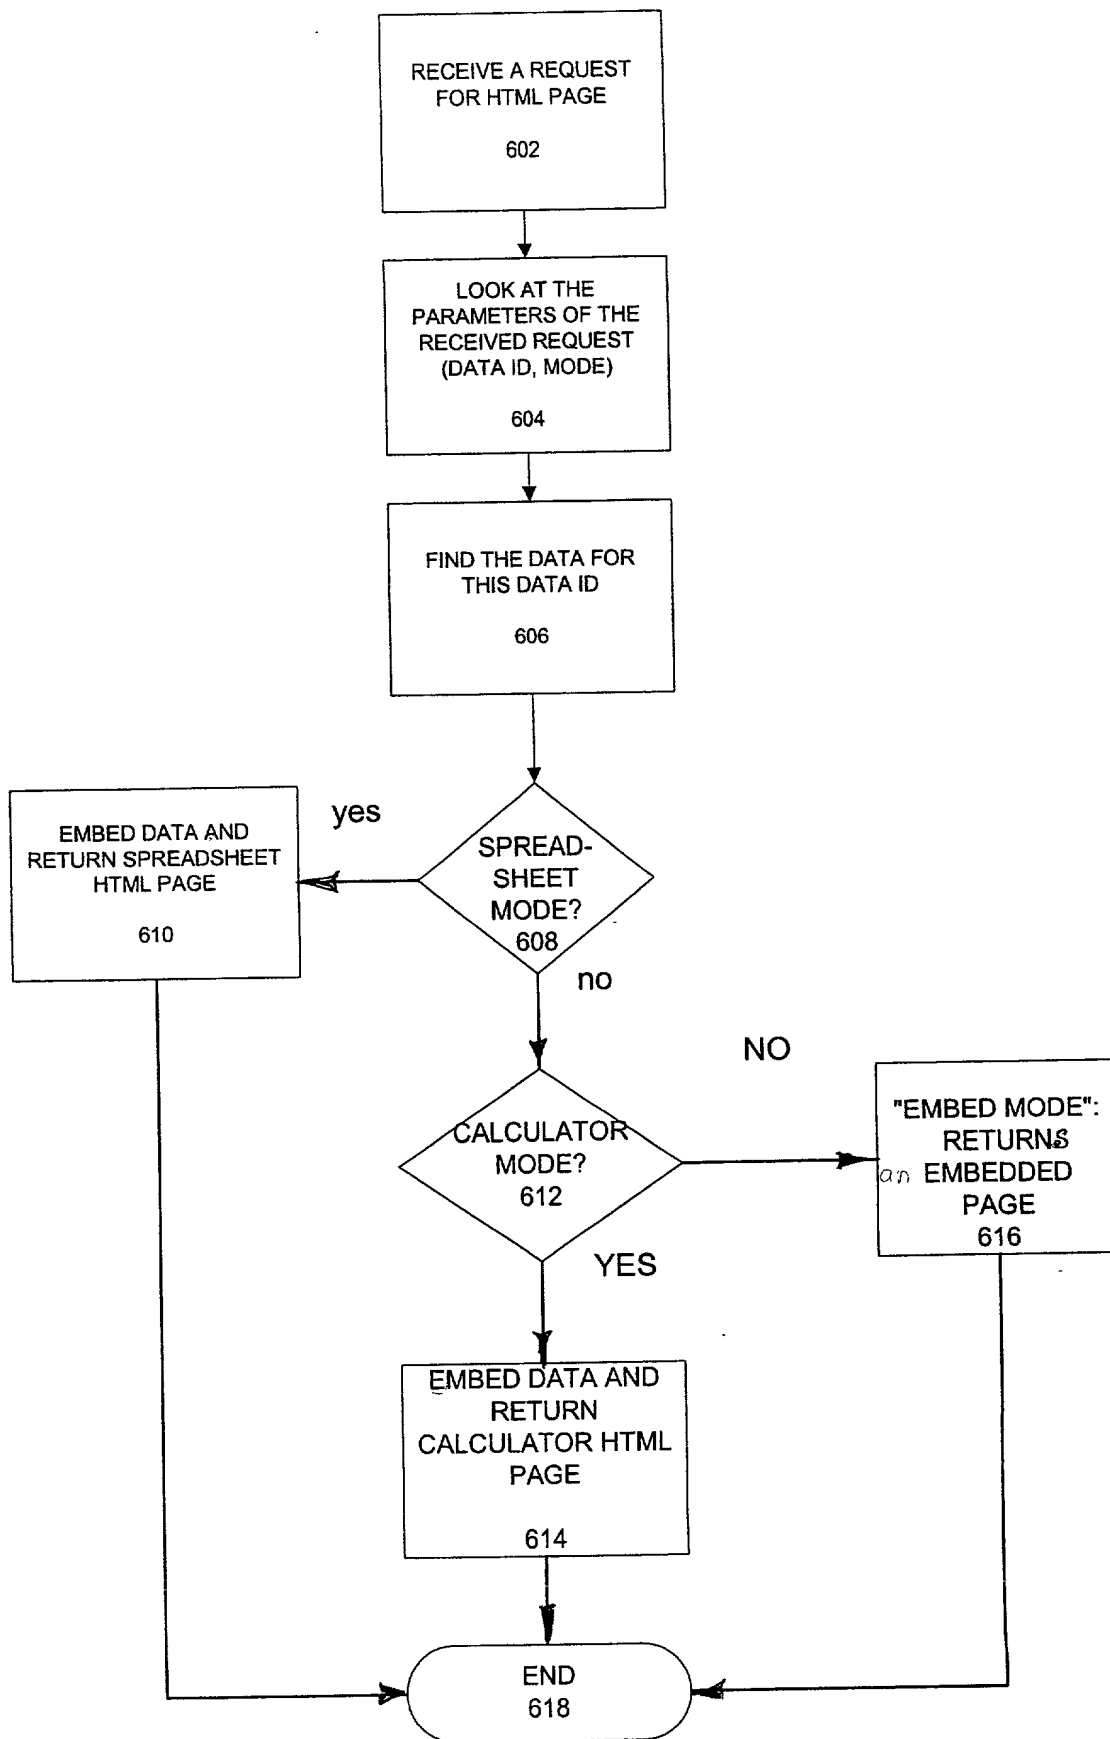 RECEIVE A REQUEST
FOR HTML PAGE
602
LOOK AT THE
PARAMETERS OF THE
RECEIVED REQUEST
(DATA ID, MODE)
604
FIND THE DATA FOR
THIS DATA ID
606
yes
SPREAD-
SHEET
MODE?
608
EMBED DATA AND
RETURN SPREADSHEET
HTML PAGE
610
no
CALCULATOR
MODE?
612
NO
"EMBED MODE":
RETURNS
an EMBEDDED
PAGE
616
YES
EMBED DATA AND
RETURN
CALCULATOR HTML
PAGE
614
END
618